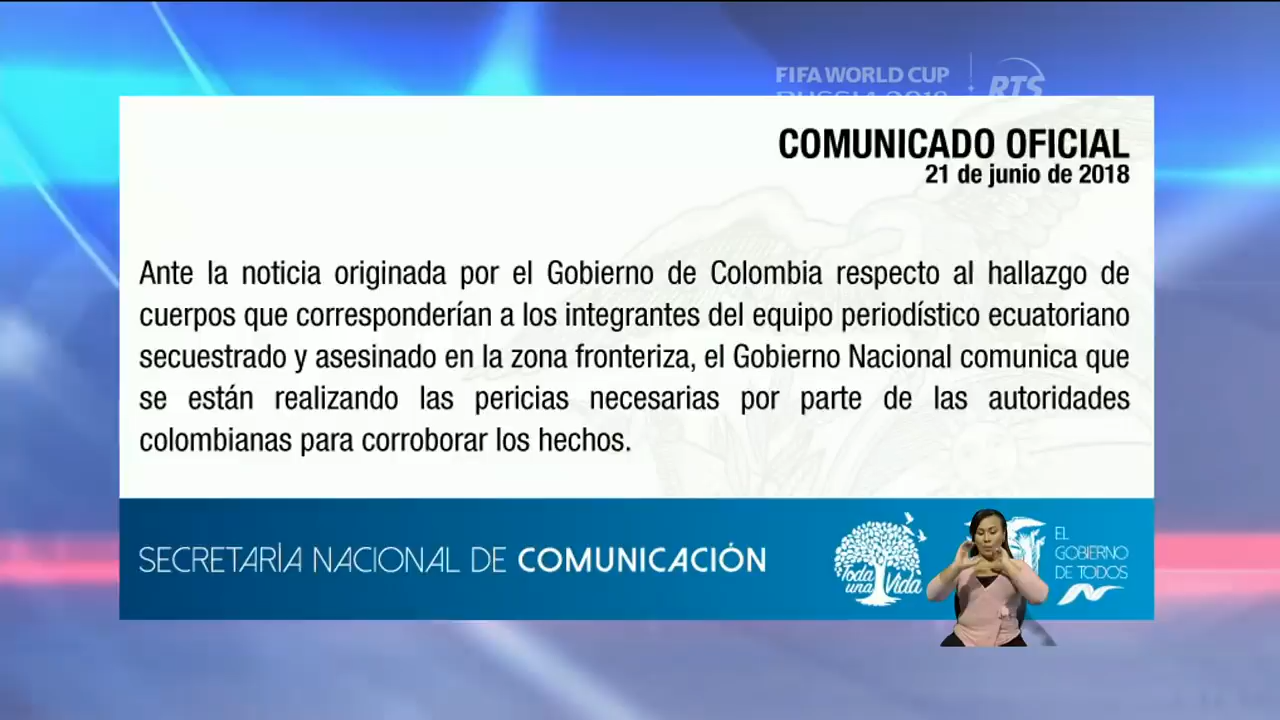 FIFA WORLD CUP
RTS
COMUNICADO OFICIAL
21 de junio de 2018
Ante la noticia originada por el Gobierno de Colombia respecto al hallazgo de
cuerpos que corresponderían a los integrantes del equipo periodístico ecuatoriano
secuestrado y asesinado en la zona fronteriza, el Gobierno Nacional comunica que
se están realizando las pericias necesarias por parte de las autoridades
colombianas para corroborar los hechos.
SECRETARÍA NACIONAL DE COMUNICACIÓN
Toda
una Vida
EL
GOBIERNO
DE TODOS